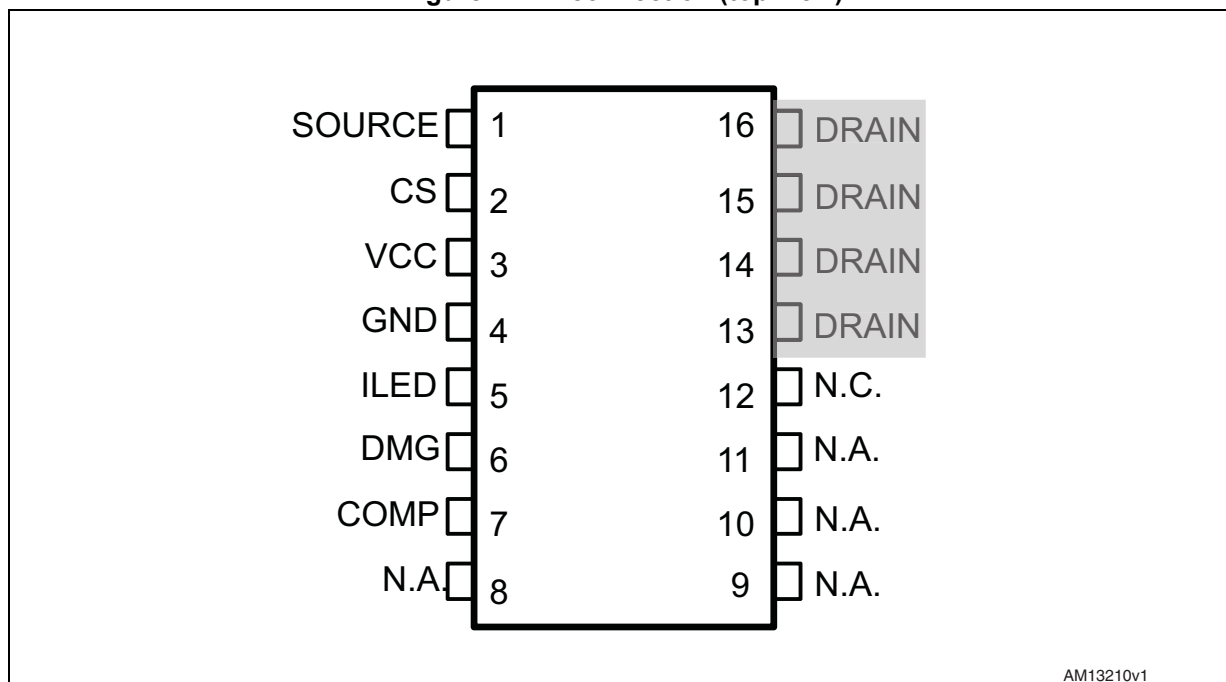 SOURCE 1 16 DRAIN
CS 2 15 DRAIN
VCC 3 14 DRAIN
GND 4 13 DRAIN
ILED 5 12 N.C.
DMG 6 11 N.A.
COMP 7 10 N.A.
N.A. 8 9 N.A.
AM13210v1